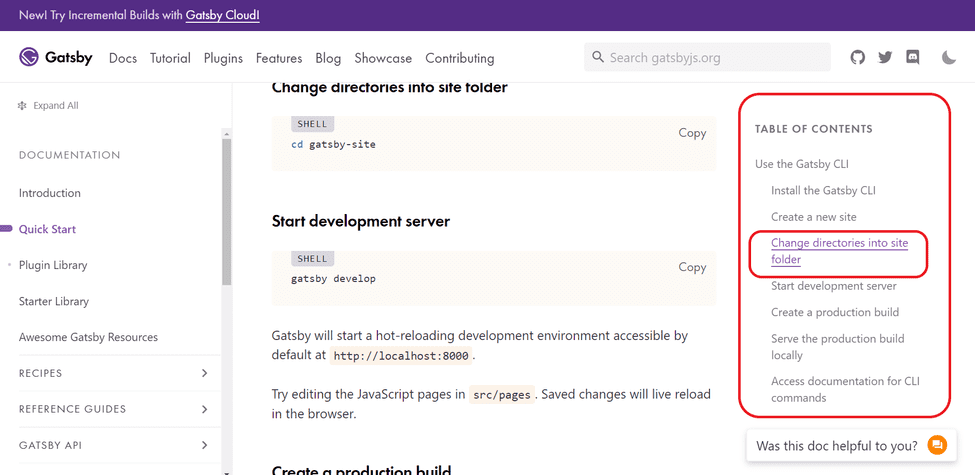 New! Try Incremental Builds with Gatsby Cloud!
Gatsby
Docs
Tutorial
Plugins
Features
Blog
Showcase
Contributing
Search gatsbyjs.org
Expand All
DOCUMENTATION
Introduction
Quick Start
Plugin Library
Starter Library
Awesome Gatsby Resources
RECIPES
REFERENCE GUIDES
GATSBY API
Change directories into site folder
SHELL
Copy
cd gatsby-site
Start development server
SHELL
Copy
gatsby develop
Gatsby will start a hot-reloading development environment accessible by
default at http://localhost:8000.
Try editing the JavaScript pages in src/pages. Saved changes will live reload
in the browser.
Create a production build
TABLE OF CONTENTS
Use the Gatsby CLI
Install the Gatsby CLI
Create a new site
Change directories into site
folder
Start development server
Create a production build
Serve the production build
locally
Access documentation for CLI
commands
Was this doc helpful to you?